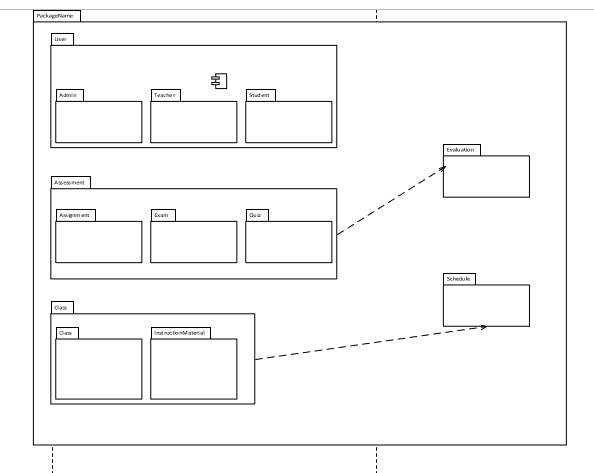 PackageName
User
Admin
Teacher
Student
Evaluation
Assessment
Assignment
Exam
Quiz
Schedule
Class
Class
InstructionMaterial